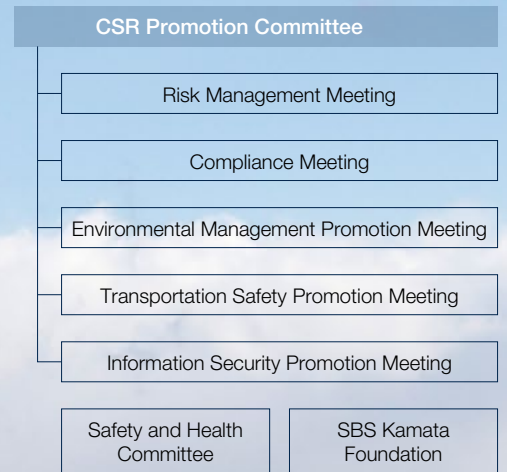 CSR Promotion Committee
Risk Management Meeting
Compliance Meeting
Environmental Management Promotion Meeting
Transportation Safety Promotion Meeting
Information Security Promotion Meeting
Safety and Health
Committee
SBS Kamata
Foundation